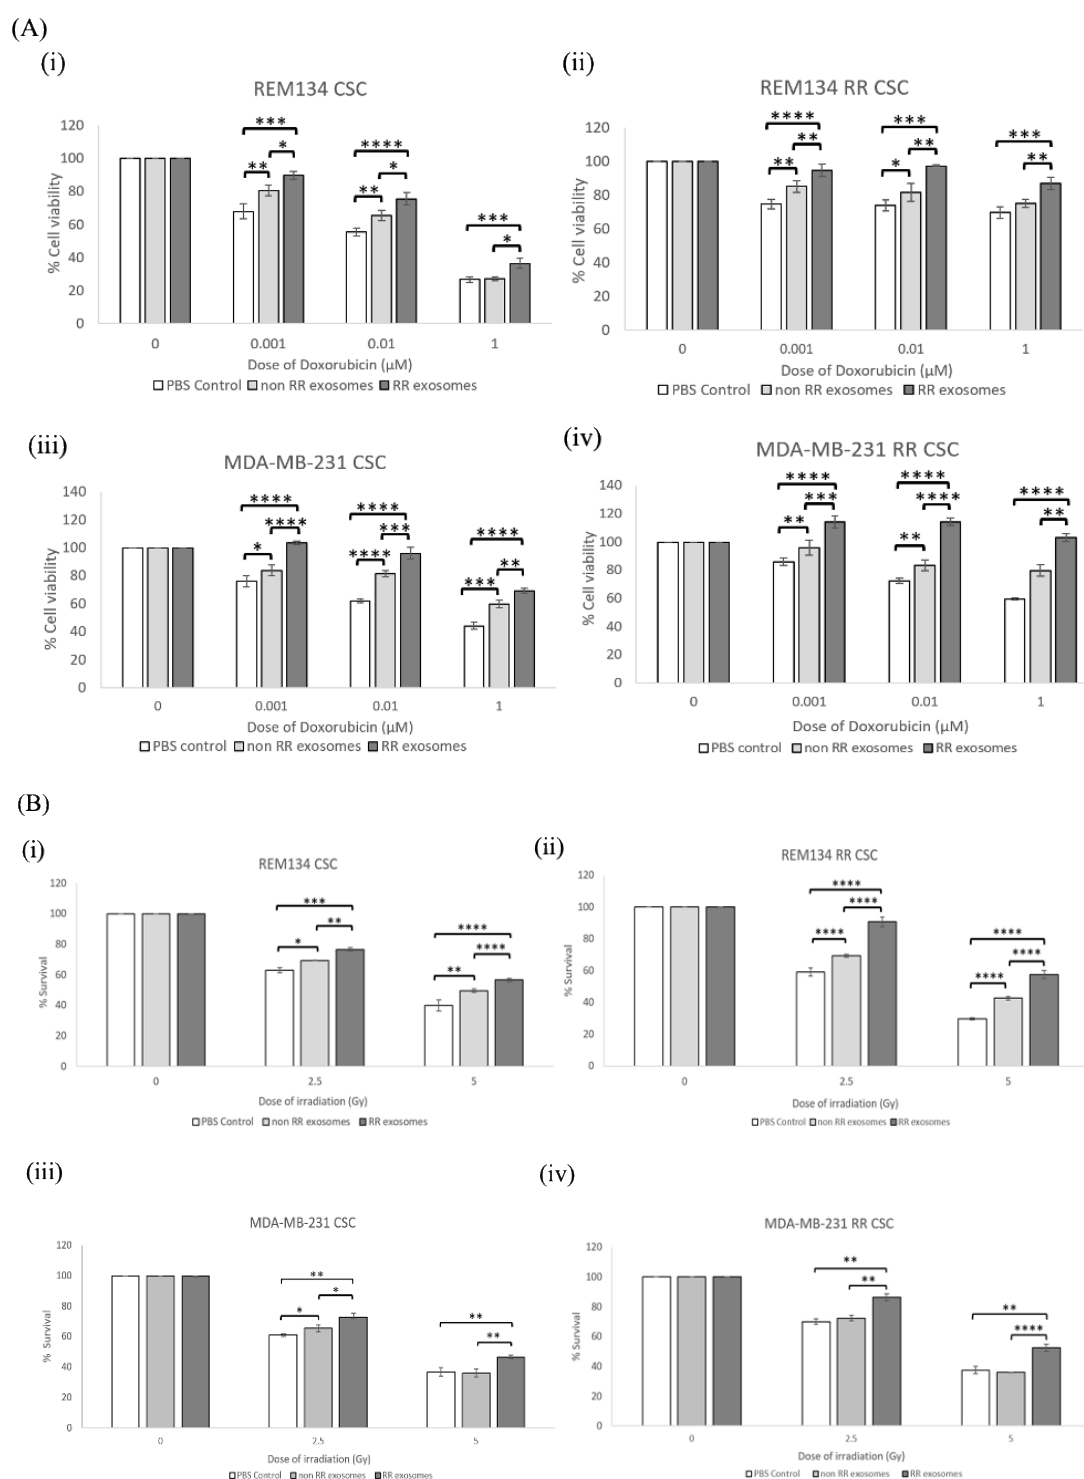 (A)
(i)
(ii)
REM134 CSC
REM134 RR CSC
% Cell viability
120
100
80
60
40
20
0
*** ** *
**** ** *
*** *
0 0.001 0.01 1
Dose of Doxorubicin (µM)
PBS Control non RR exosomes RR exosomes
% Cell viability
120
100
80
60
40
20
0
**** ** **
*** * **
*** **
0 0.001 0.01 1
Dose of Doxorubicin (µM)
PBS Control non RR exosomes RR exosomes
(iii)
(iv)
MDA-MB-231 CSC
MDA-MB-231 RR CSC
% Cell viability
140
120
100
80
60
40
20
0
**** * ****
**** **** ***
**** *** **
0 0.001 0.01 1
Dose of Doxorubicin (µM)
PBS control non RR exosomes RR exosomes
% Cell viability
140
120
100
80
60
40
20
0
**** ** ***
**** ** ****
**** **
0 0.001 0.01 1
Dose of Doxorubicin (µM)
PBS control non RR exosomes RR exosomes
(B)
(i)
(ii)
REM134 CSC
REM134 RR CSC
% Survival
120
100
80
60
40
20
0
*** * **
**** ** ****
0 2.5 5
Dose of irradiation (Gy)
PBS Control non RR exosomes RR exosomes
% Survival
120
100
80
60
40
20
0
**** **** ****
**** **** ****
0 2.5 5
Dose of irradiation (Gy)
PBS Control non RR exosomes RR exosomes
(iii)
(iv)
MDA-MB-231 CSC
MDA-MB-231 RR CSC
% Survival
120
100
80
60
40
20
0
** * *
** **
0 2.5 5
Dose of irradiation (Gy)
PBS Control non RR exosomes RR exosomes
% Survival
120
100
80
60
40
20
0
** **
** ****
0 2.5 5
Dose of irradiation (Gy)
PBS Control non RR exosomes RR exosomes